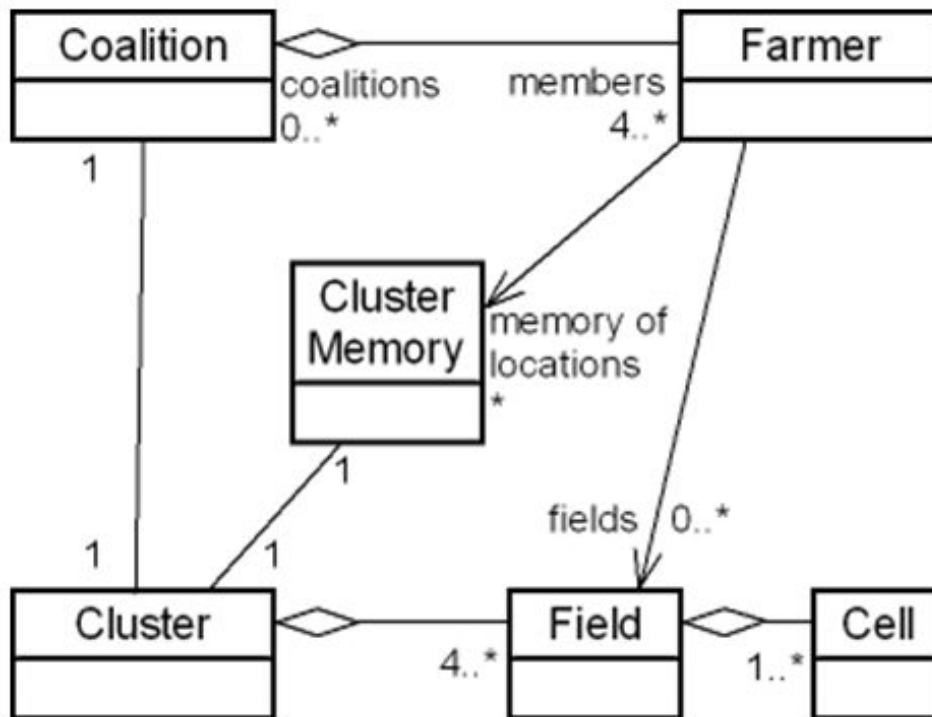 Coalition
Farmer
coalitions
0..*
members
4..*
1
Cluster
Memory
memory of
locations
*
1
fields 0..*
1
1
Cluster
Field
Cell
4..*
1..*